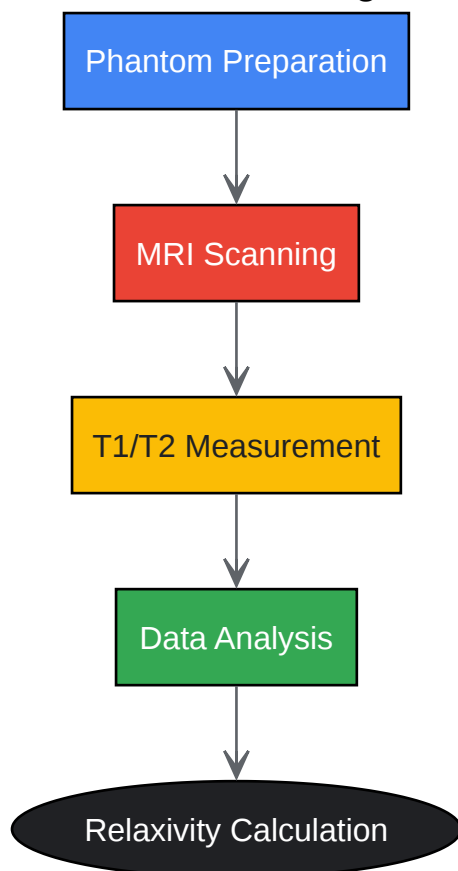 Phantom Preparation
MRI Scanning
T1/T2 Measurement
Data Analysis
Relaxivity Calculation